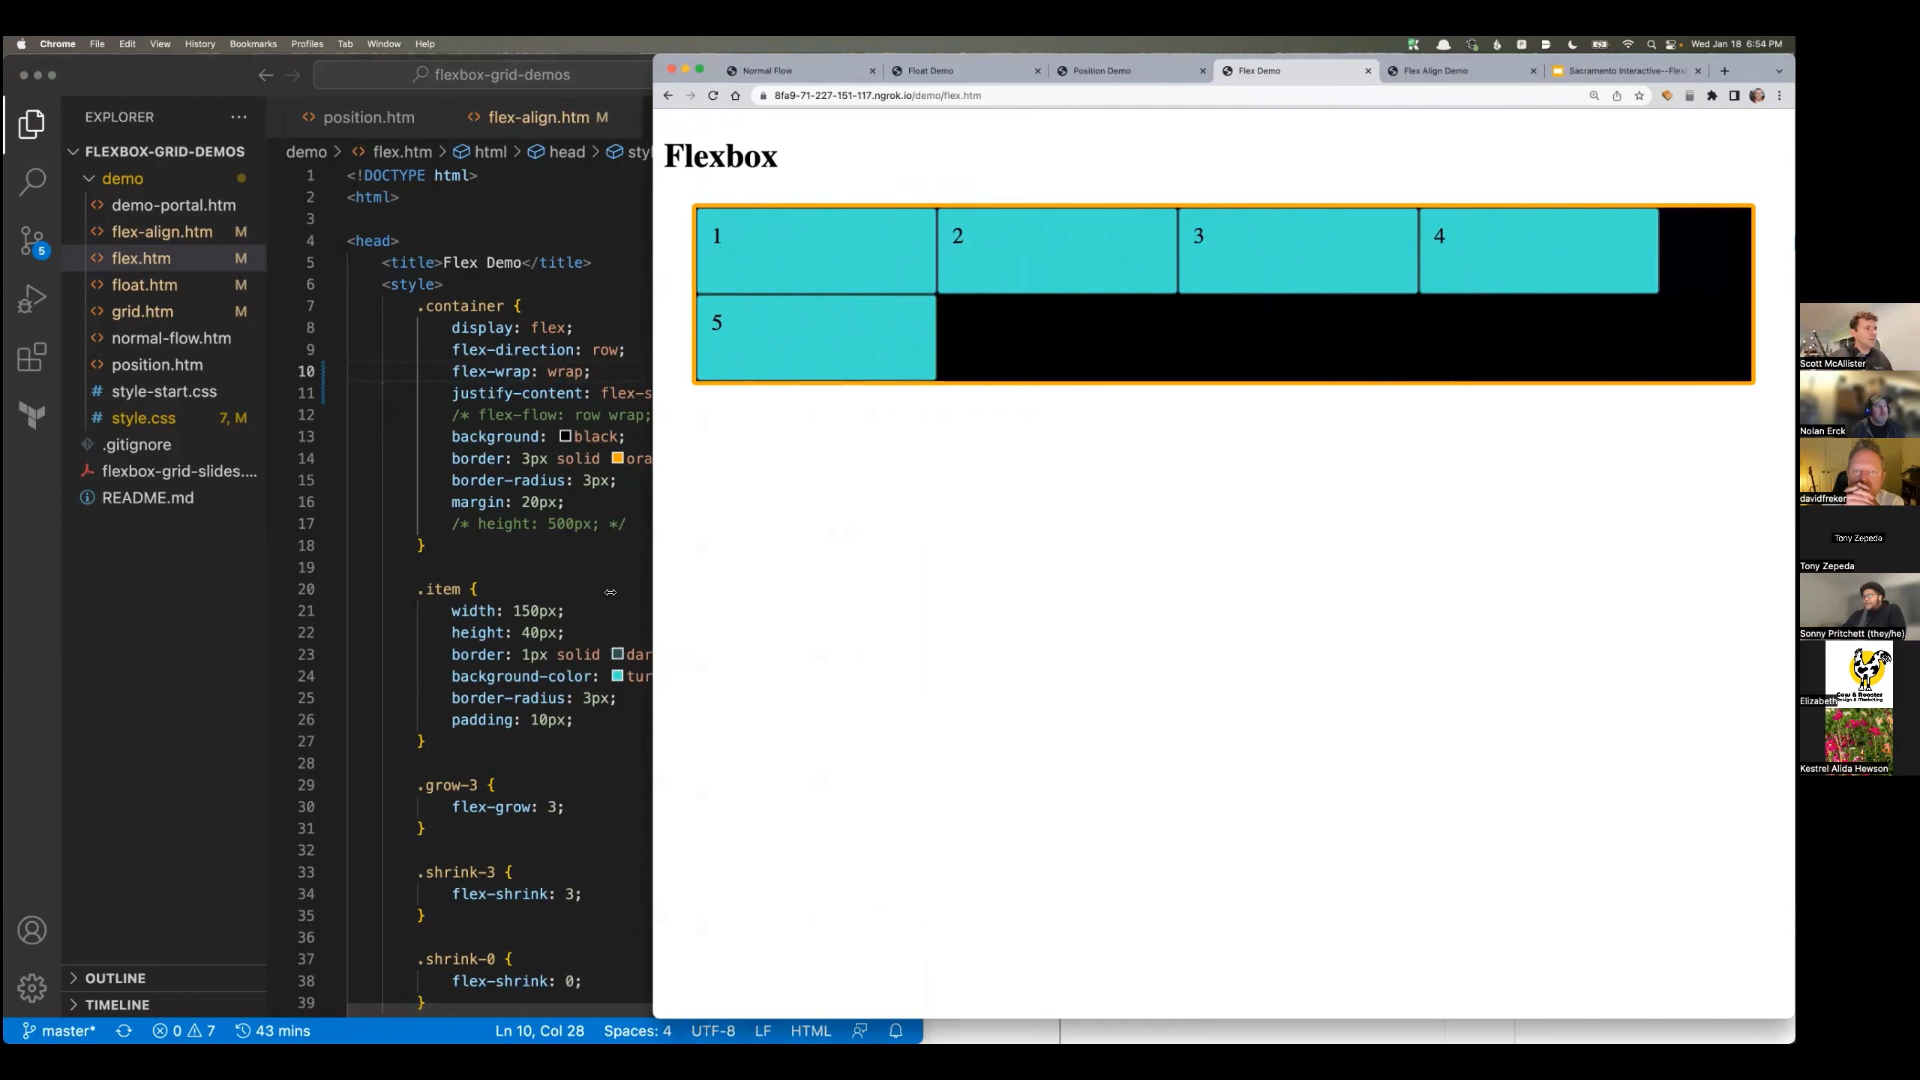 Chrome File Edit View History Bookmarks Profiles Tab Window Help
Wed Jan 18 6:54 PM
flexbox-grid-demos
Normal Flow
Float Demo
Position Demo
Flex Demo
Flex Align Demo
Sacramento Interactive--Flex
8fa9-71-227-151-117.ngrok.io/demo/flex.htm
EXPLORER
FLEXBOX-GRID-DEMOS
demo
demo-portal.htm
flex-align.htm M
flex.htm M
float.htm M
grid.htm M
normal-flow.htm
position.htm
style-start.css
style.css 7, M
.gitignore
flexbox-grid-slides....
README.md
OUTLINE
TIMELINE
5
position.htm
flex-align.htm M
demo > flex.htm > html > head > sty
1 <!DOCTYPE html>
2 <html>
3
4 <head>
5 <title>Flex Demo</title>
6 <style>
7 .container {
8 display: flex;
9 flex-direction: row;
10 flex-wrap: wrap;
11 justify-content: flex-s
12 /* flex-flow: row wrap;
13 background: black;
14 border: 3px solid ora
15 border-radius: 3px;
16 margin: 20px;
17 /* height: 500px; */
18 }
19
20 .item {
21 width: 150px;
22 height: 40px;
23 border: 1px solid dar
24 background-color: tur
25 border-radius: 3px;
26 padding: 10px;
27 }
28
29 .grow-3 {
30 flex-grow: 3;
31 }
32
33 .shrink-3 {
34 flex-shrink: 3;
35 }
36
37 .shrink-0 {
38 flex-shrink: 0;
39 }
master* 0 7 43 mins Ln 10, Col 28 Spaces: 4 UTF-8 LF HTML
Flexbox
1 2 3 4
5
Scott McAllister
Nolan Erck
davidfreker
Tony Zepeda
Tony Zepeda
Sonny Pritchett (they/he)
Cow & Rooster
Design & Marketing
Elizabeth
Kestrel Alida Hewson